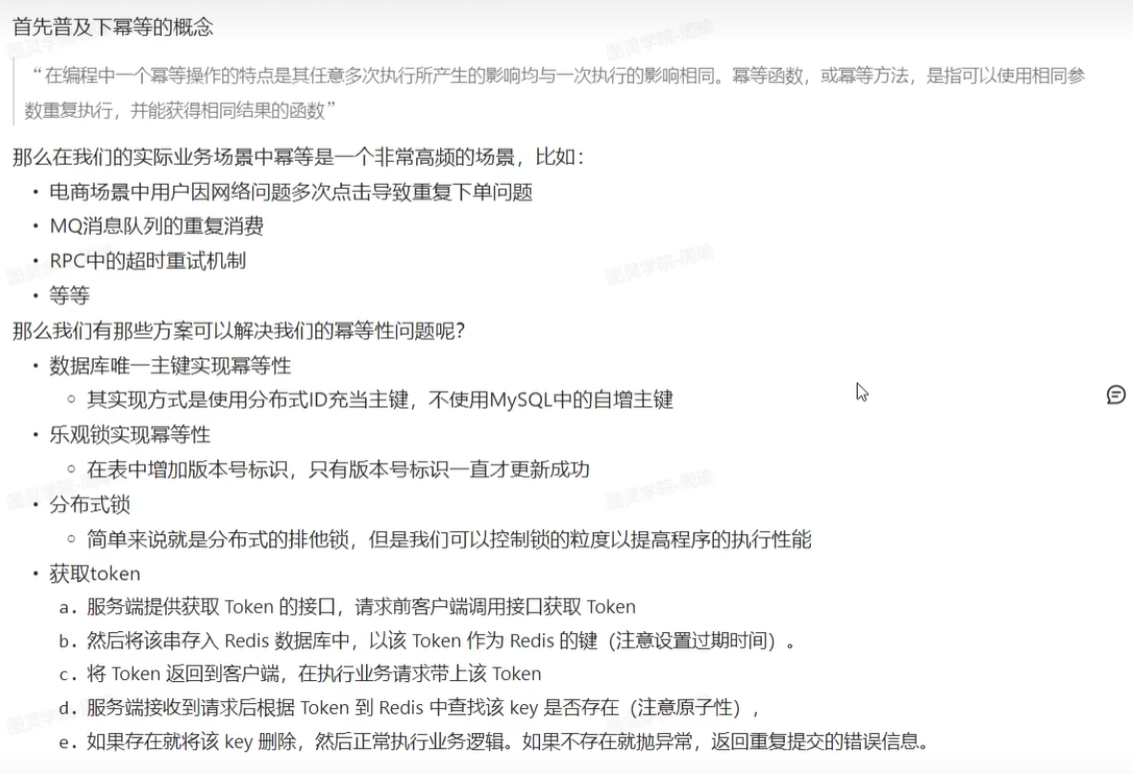 首先普及下幂等的概念
“在编程中一个幂等操作的特点是其任意多次执行所产生的影响均与一次执行的影响相同。幂等函数，或幂等方法，是指可以使用相同参
数重复执行，并能获得相同结果的函数”
那么在我们的实际业务场景中幂等是一个非常高频的场景，比如：
• 电商场景中用户因网络问题多次点击导致重复下单问题
• MQ消息队列的重复消费
• RPC中的超时重试机制
• 等等
那么我们有那些方案可以解决我们的幂等性问题呢？
• 数据库唯一主键实现幂等性
○ 其实现方式是使用分布式ID充当主键，不使用MySQL中的自增主键
• 乐观锁实现幂等性
○ 在表中增加版本号标识，只有版本号标识一直才更新成功
• 分布式锁
○ 简单来说就是分布式的排他锁，但是我们可以控制锁的粒度以提高程序的执行性能
• 获取token
a. 服务端提供获取 Token 的接口，请求前客户端调用接口获取 Token
b. 然后将该串存入 Redis 数据库中，以该 Token 作为 Redis 的键（注意设置过期时间）。
c. 将 Token 返回到客户端，在执行业务请求带上该 Token
d. 服务端接收到请求后根据 Token 到 Redis 中查找该 key 是否存在（注意原子性），
e. 如果存在就将该 key 删除，然后正常执行业务逻辑。如果不存在就抛异常，返回重复提交的错误信息。
图灵学院-周瑜
图灵学院-周瑜
图灵学院-周瑜